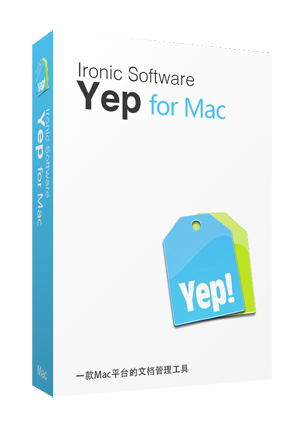 Ironic Software
Yep for Mac
Yep!
一款Mac平台的文档管理工具
Ironic Software
Yep for Mac
Mac